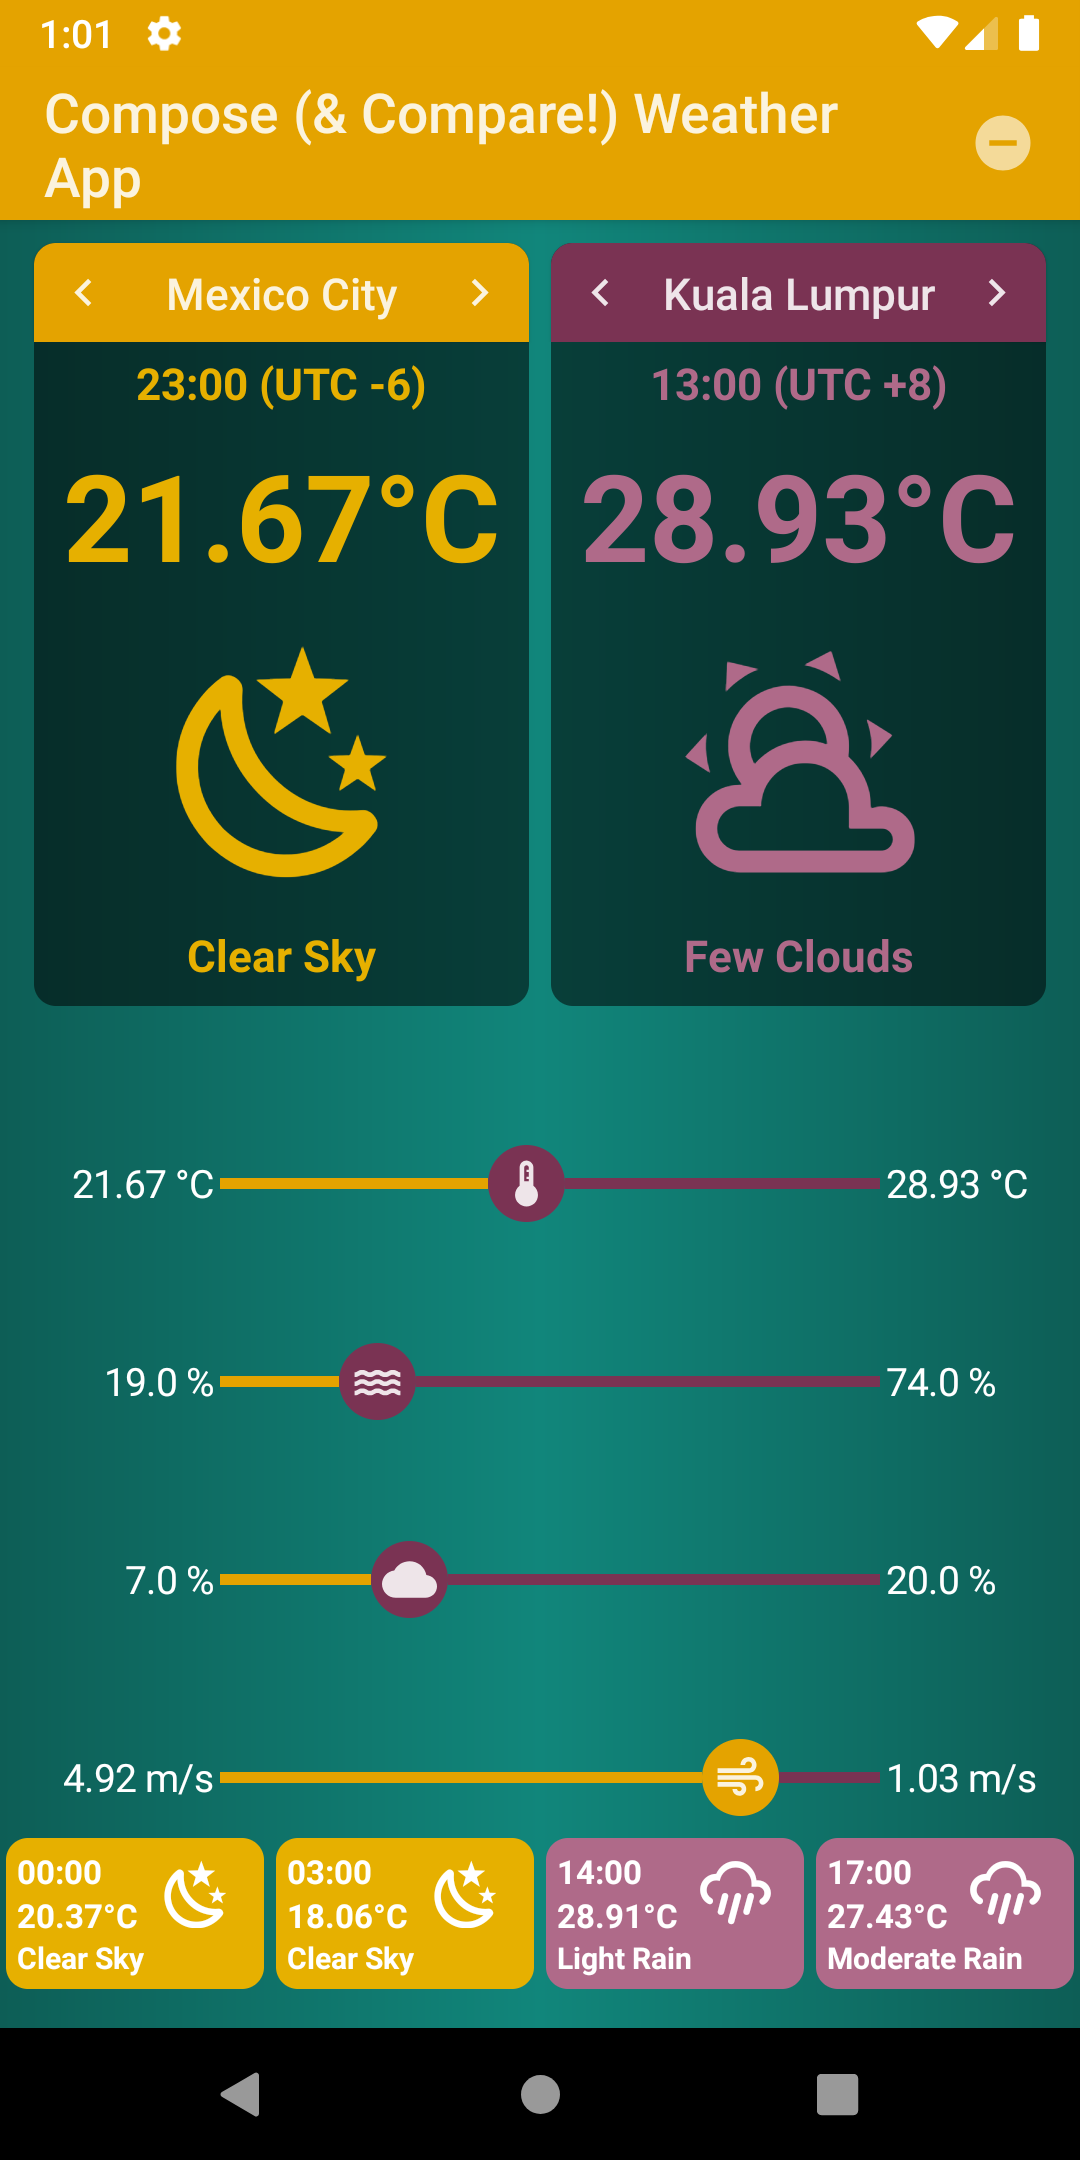 1:01
Compose (& Compare!) Weather
App
Mexico City
Kuala Lumpur
23:00 (UTC -6)
13:00 (UTC +8)
21.67°C
28.93°C
Clear Sky
Few Clouds
21.67 °C
28.93 °C
19.0 %
74.0 %
7.0 %
20.0 %
4.92 m/s
1.03 m/s
00:00
20.37°C
Clear Sky
03:00
18.06°C
Clear Sky
14:00
28.91°C
Light Rain
17:00
27.43°C
Moderate Rain